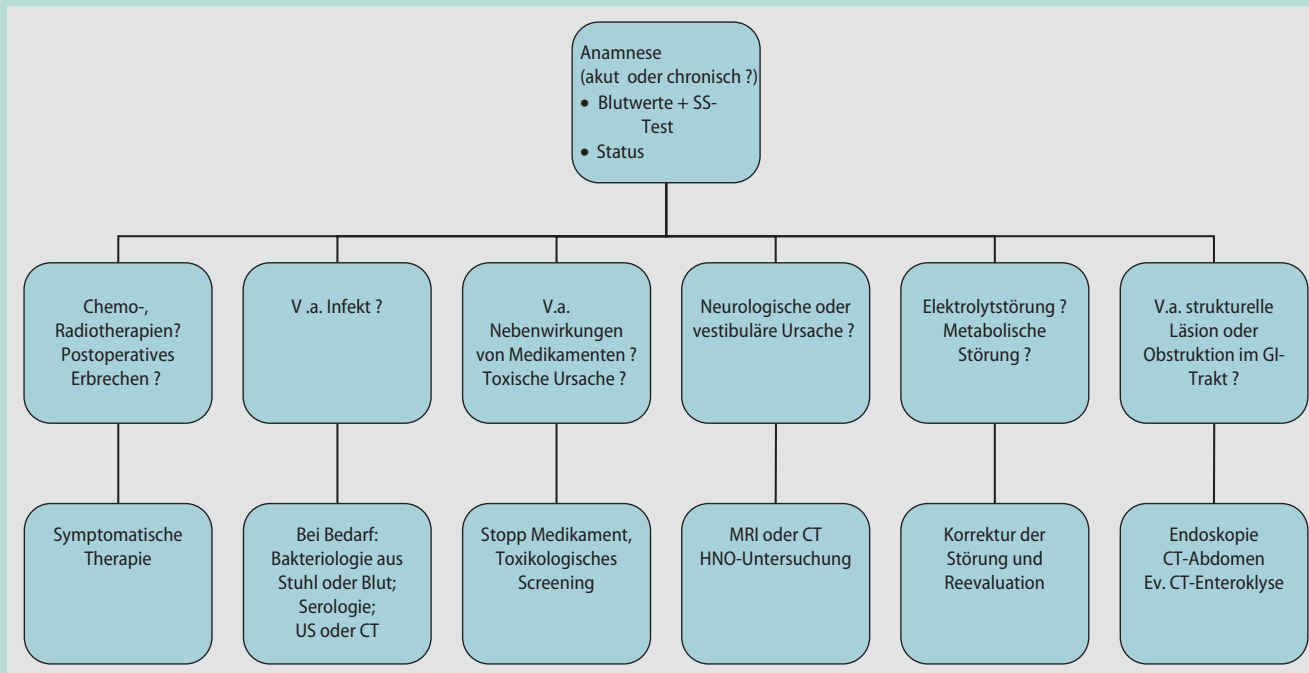 Anamnese
(akut oder chronisch ?)
• Blutwerte + SS-
Test
• Status
Chemo-,
Radiotherapien?
Postoperatives
Erbrechen ?
V .a. Infekt ?
V.a.
Nebenwirkungen
von Medikamenten ?
Toxische Ursache ?
Neurologische oder
vestibuläre Ursache ?
Elektrolytstörung ?
Metabolische
Störung ?
V.a. strukturelle
Läsion oder
Obstruktion im GI-
Trakt ?
Symptomatische
Therapie
Bei Bedarf:
Bakteriologie aus
Stuhl oder Blut;
Serologie;
US oder CT
Stopp Medikament,
Toxikologisches
Screening
MRI oder CT
HNO-Untersuchung
Korrektur der
Störung und
Reevaluation
Endoskopie
CT-Abdomen
Ev. CT-Enteroklyse